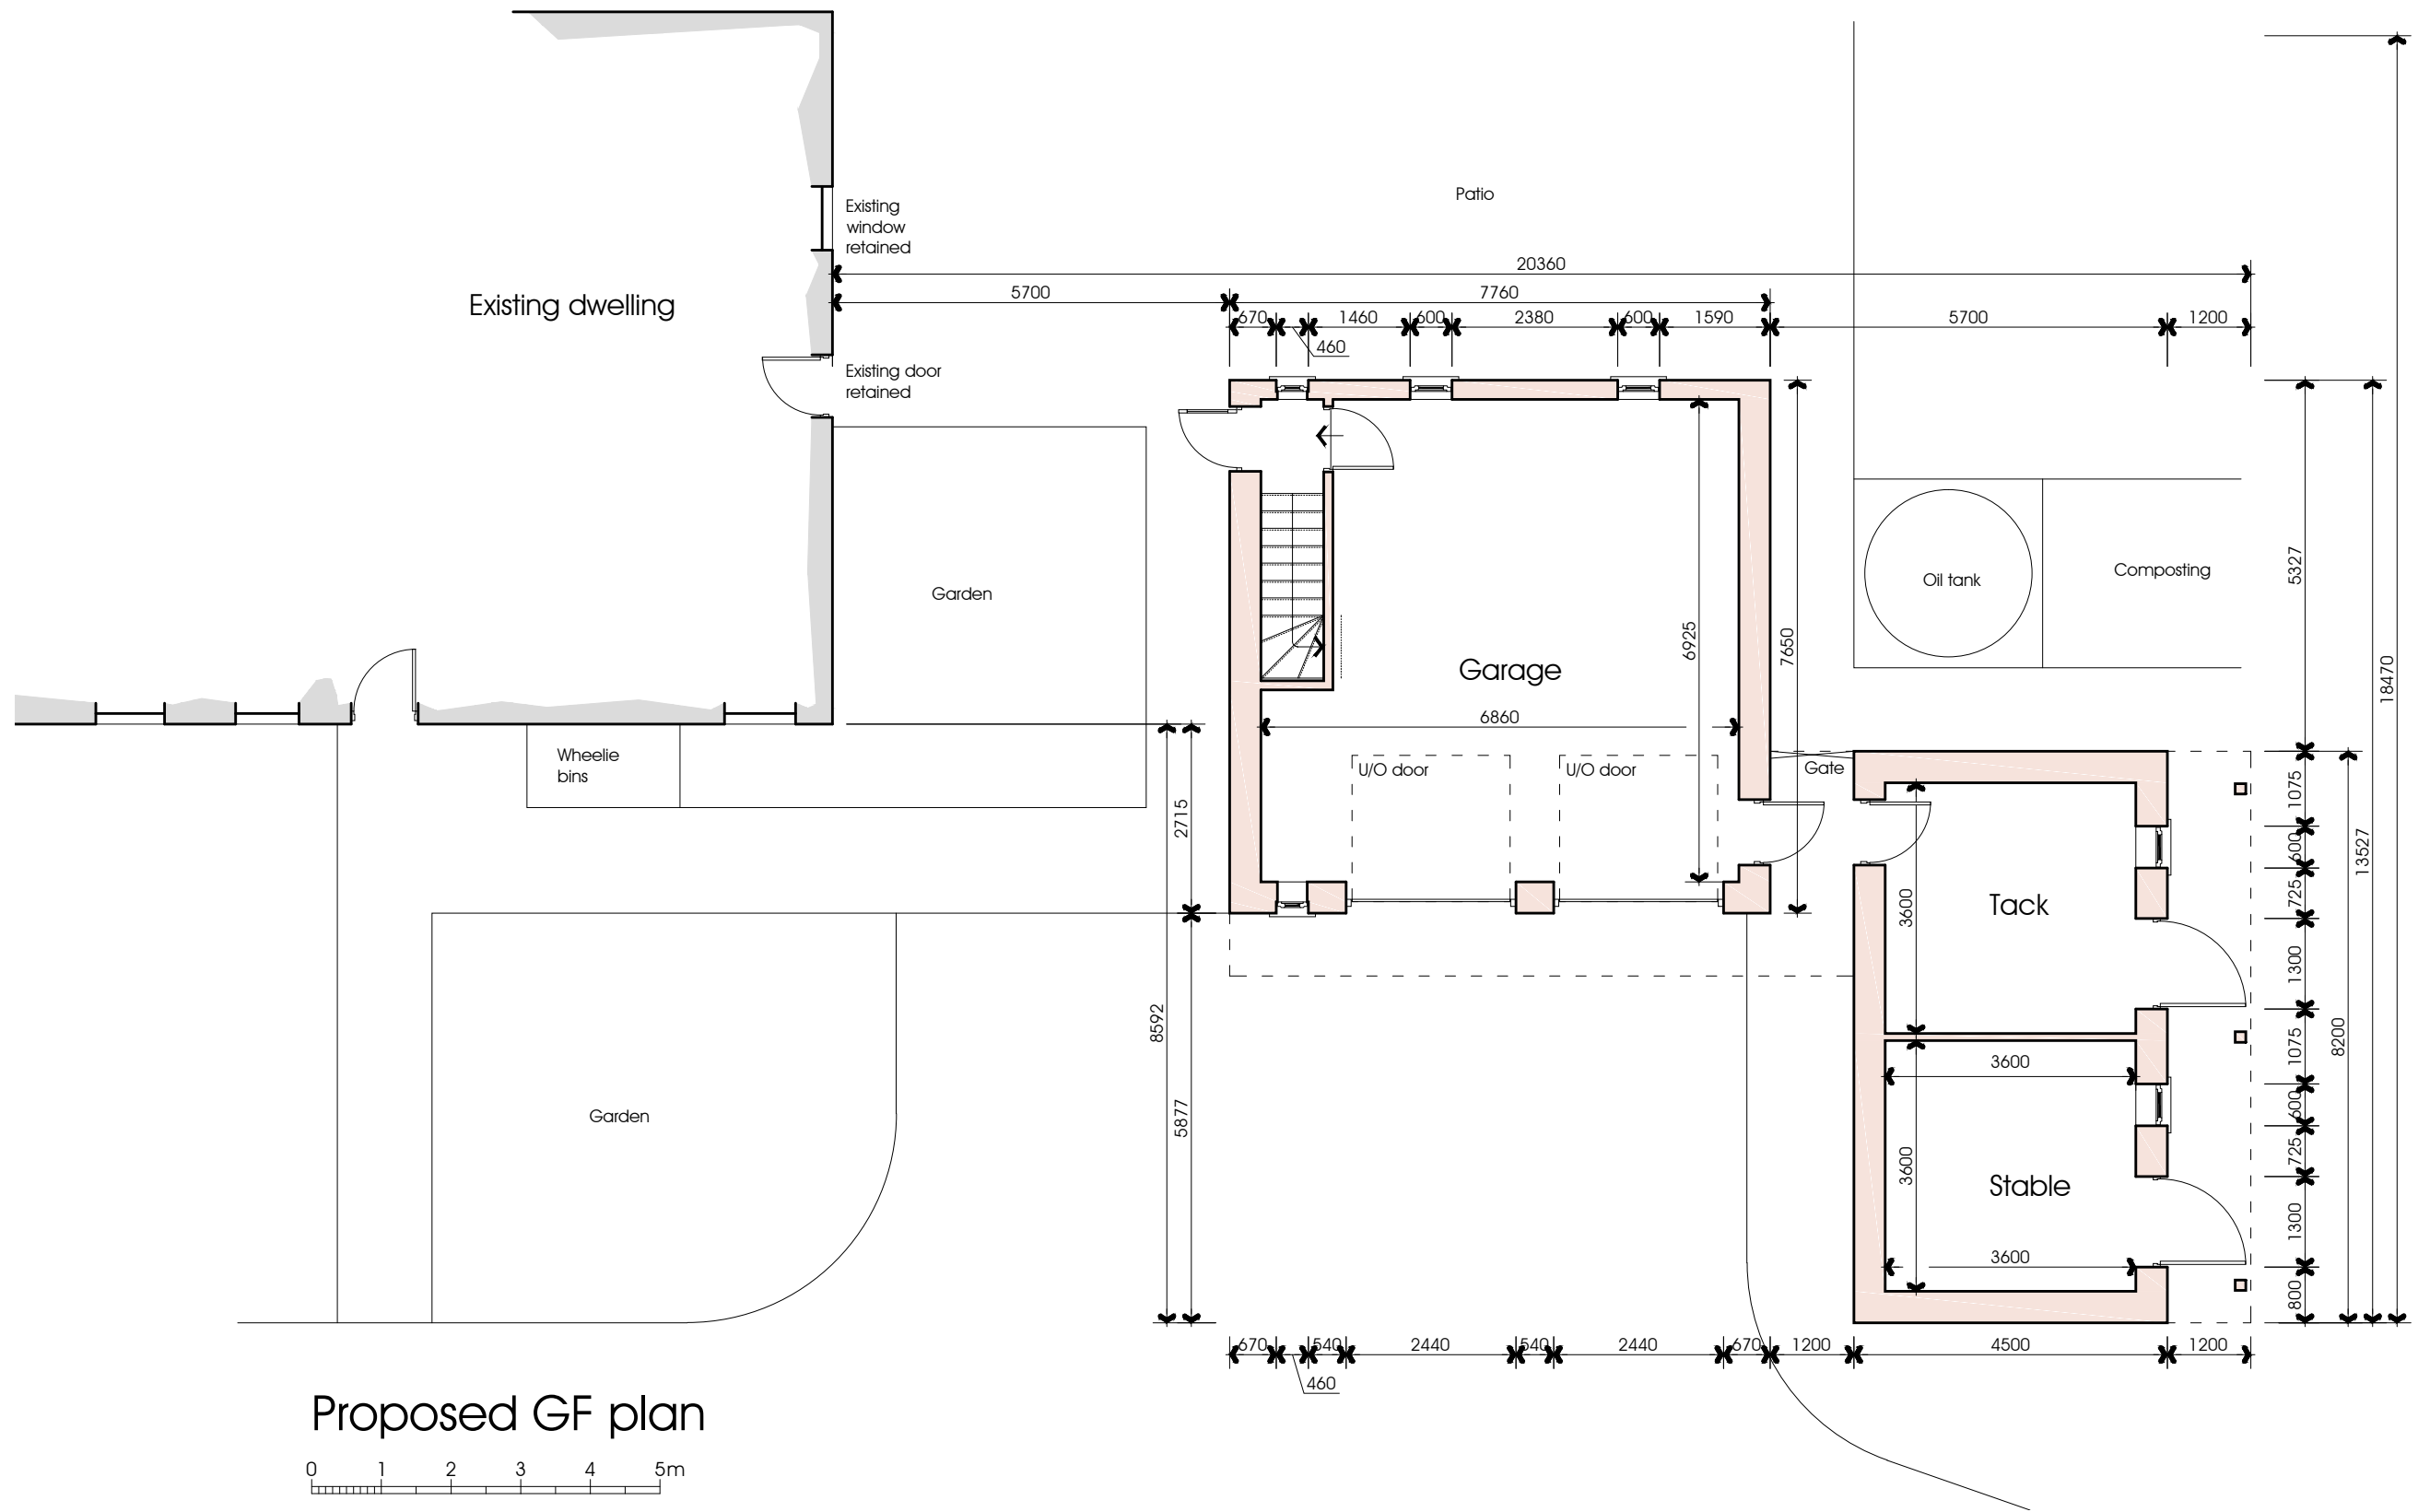 Existing
window
retained
Patio
20360
Existing dwelling
5700
7760
670
1460
600
2380
600
1590
5700
1200
460
Existing door
retained
18470
Garden
5327
Oil tank
Composting
6925
7650
Garage
6860
Wheelie
bins
U/O door
U/O door
Gate
2715
1075
600
13527
725
3600
Tack
1300
8592
8200
1075
3600
Garden
5877
600
725
3600
Stable
1300
3600
800
670
540
2440
540
2440
670
1200
4500
1200
460
Proposed GF plan
0 1 2 3 4 5m